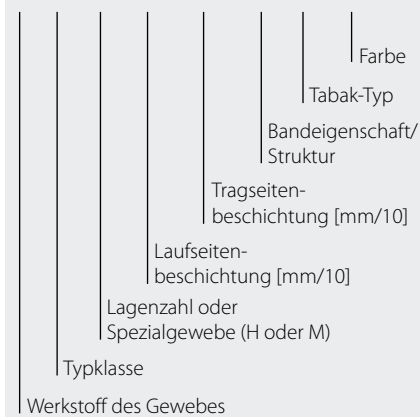 Farbe
Tabak-Typ
Bandeigenschaft/
Struktur
Tragseiten-
beschichtung [mm/10]
Laufseiten-
beschichtung [mm/10]
Lagenzahl oder
Spezialgewebe (H oder M)
Typklasse
Werkstoff des Gewebes